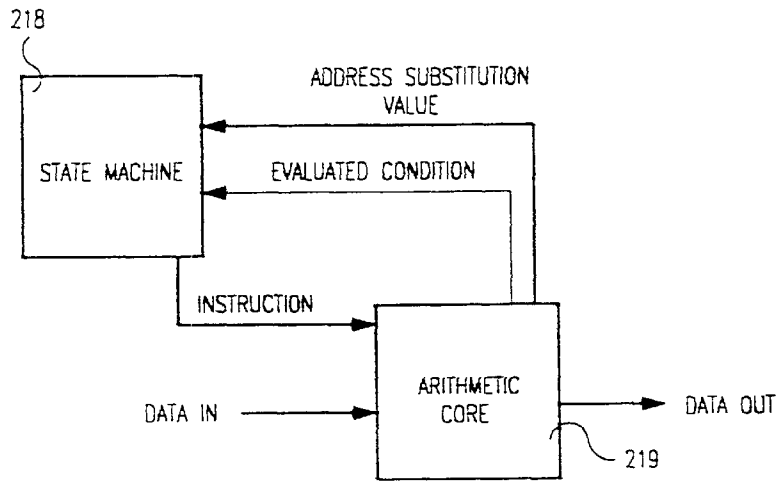 218
ADDRESS SUBSTITUTION
VALUE
STATE MACHINE
EVALUATED CONDITION
INSTRUCTION
ARITHMETIC
CORE
DATA IN
DATA OUT
219